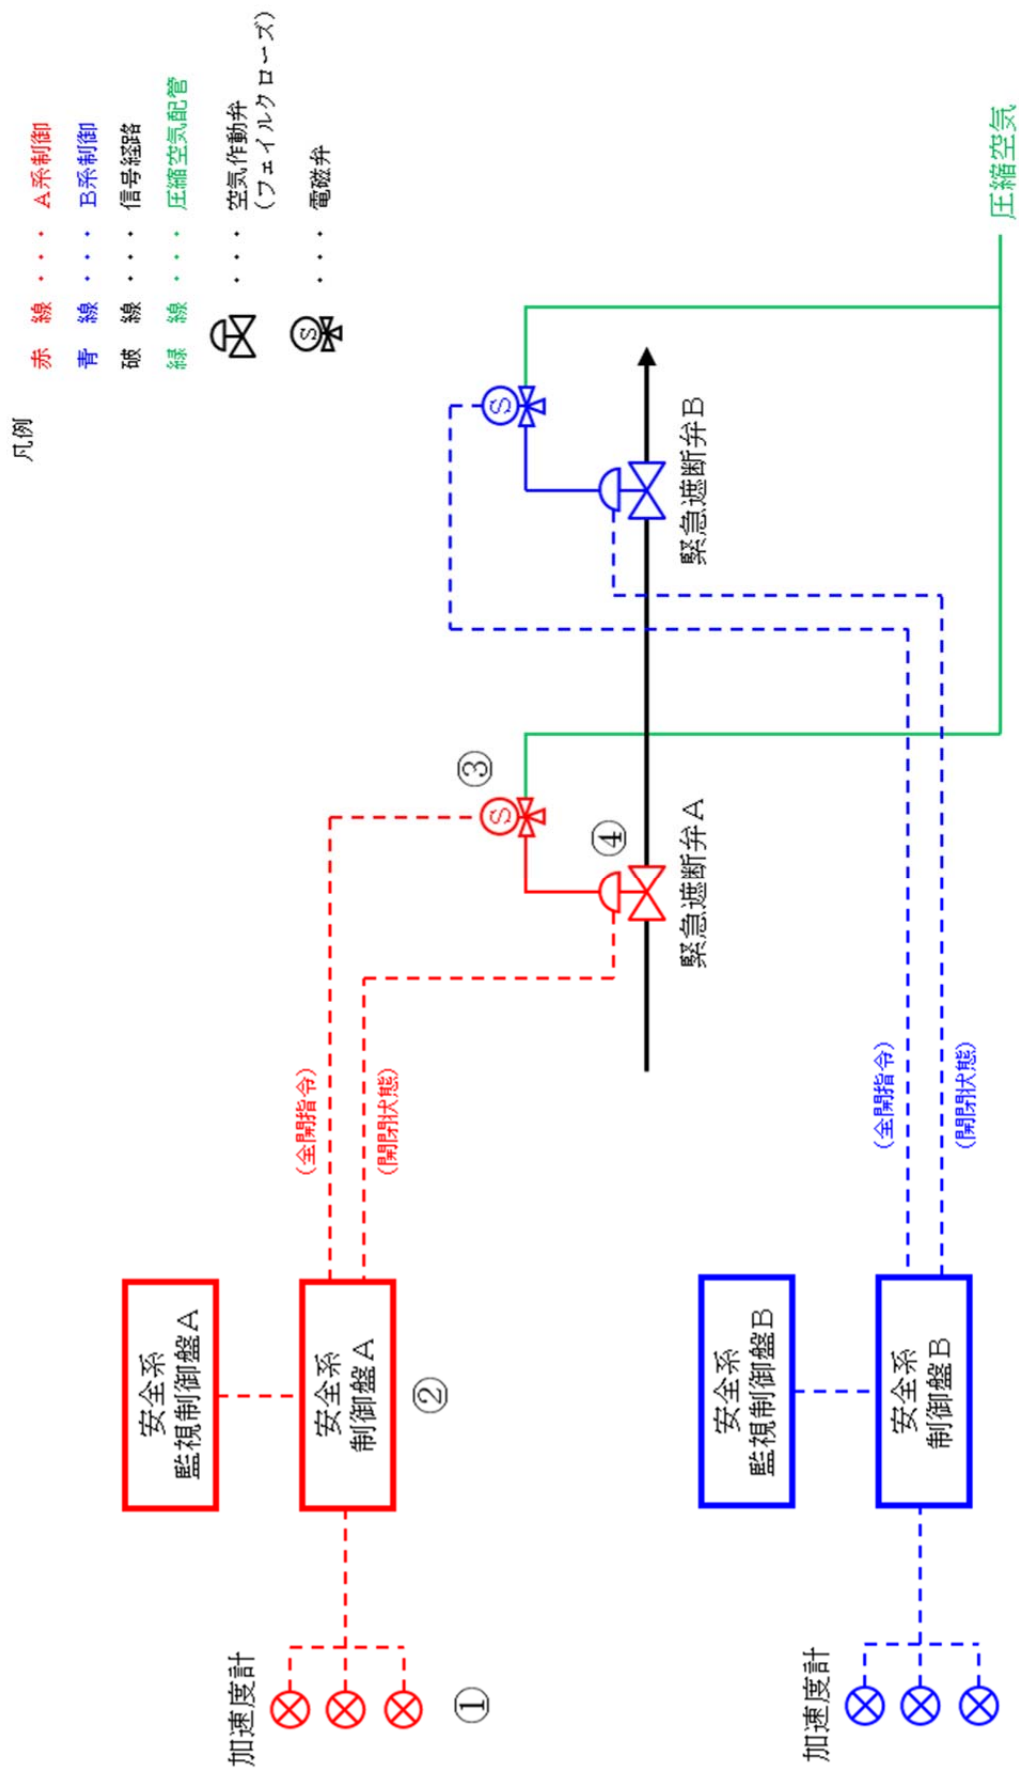 凡例
赤 線 ・・・ A系制御
青 線 ・・・ B系制御
破 線 ・・・ 信号経路
緑 線 ・・・ 圧縮空気配管
・・・ 空気作動弁
(フェイルクローズ)
S ・・・ 電磁弁
加速度計
①
安全系
監視制御盤A
安全系
制御盤A
②
(全開指令)
(開閉状態)
S
③
④
緊急遮断弁A
S
緊急遮断弁B
圧縮空気
加速度計
安全系
監視制御盤B
安全系
制御盤B
(全開指令)
(開閉状態)